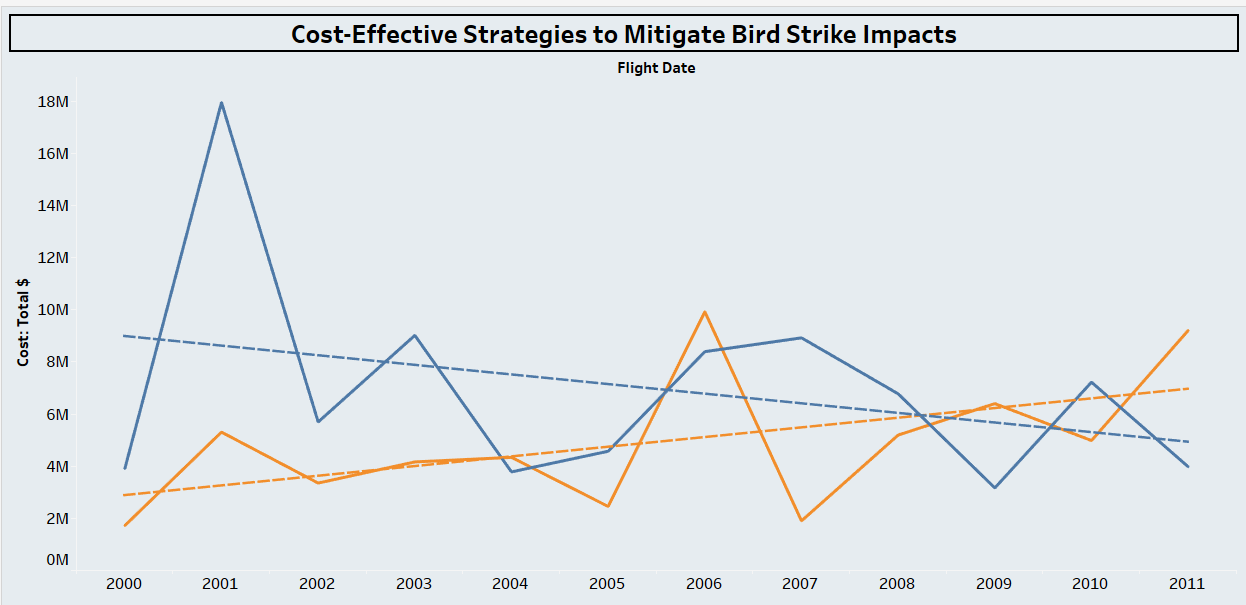 Cost-Effective Strategies to Mitigate Bird Strike Impacts
Flight Date
Cost: Total $
18M
16M
14M
12M
10M
8M
6M
4M
2M
0M
2000 2001 2002 2003 2004 2005 2006 2007 2008 2009 2010 2011